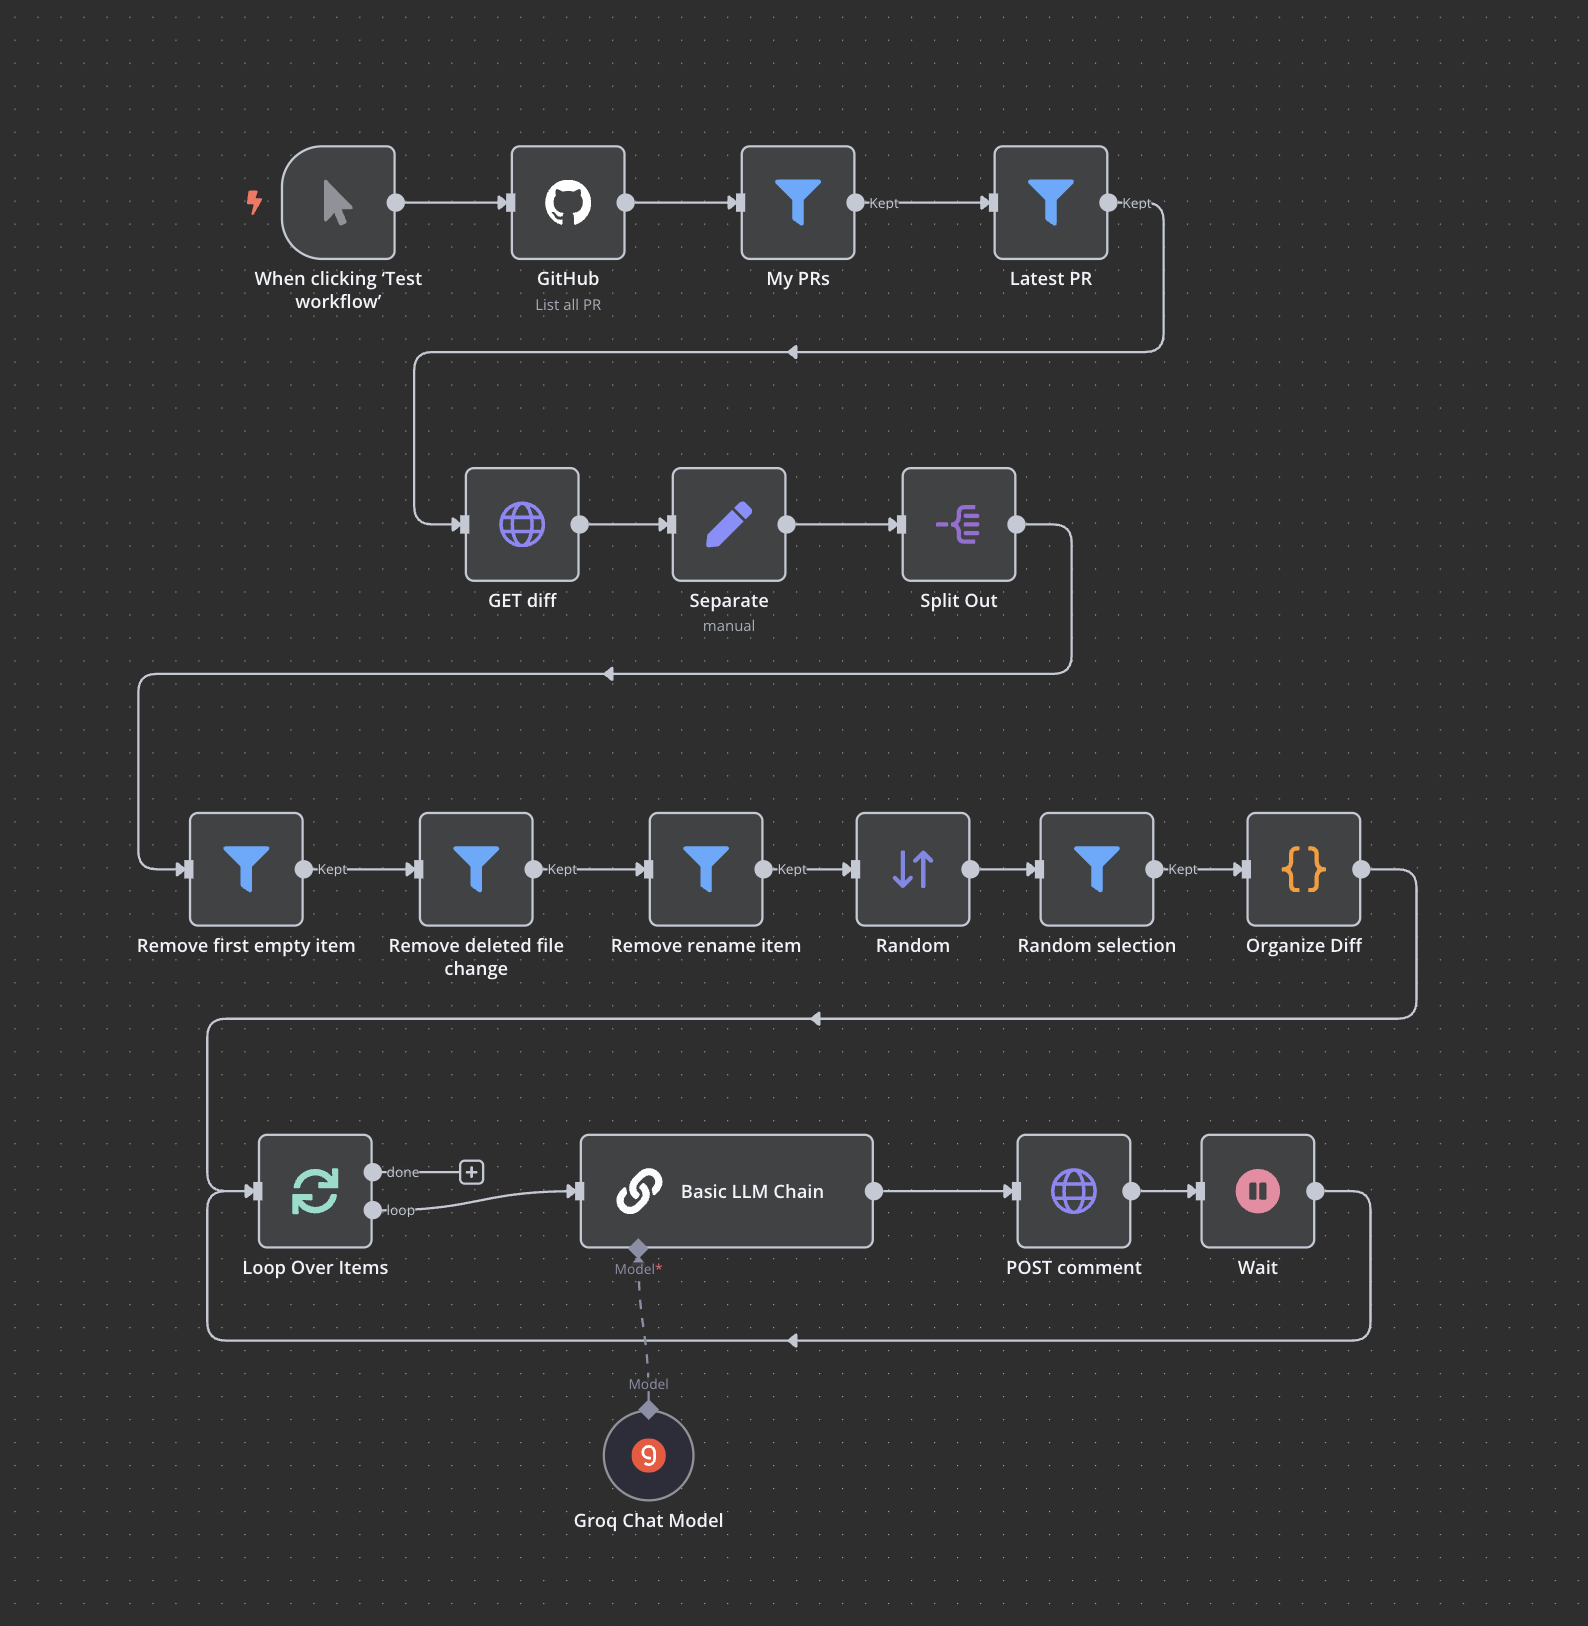 When clicking ‘Test
workflow’
GitHub
List all PR
My PRs
Kept
Latest PR
Kept
GET diff
Separate
manual
Split Out
Remove first empty item
Kept
Remove deleted file
change
Kept
Remove rename item
Kept
Random
Random selection
Kept
Organize Diff
Loop Over Items
done
loop
Basic LLM Chain
Model*
POST comment
Wait
Model
Groq Chat Model